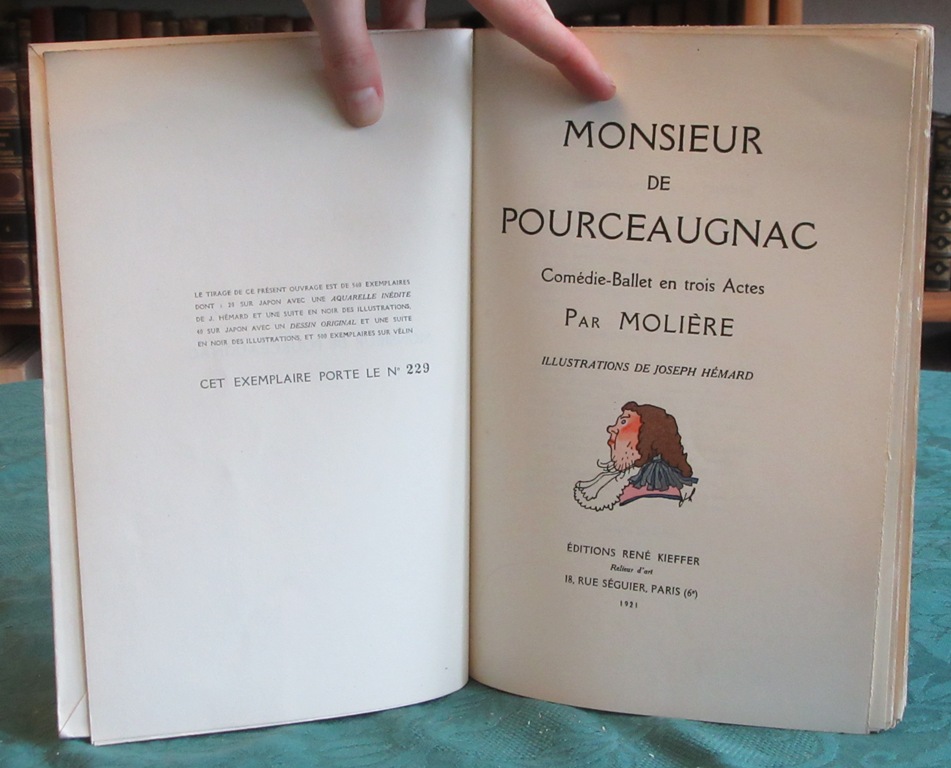 LE TIRAGE DE CE PRÉSENT OUVRAGE EST DE 560 EXEMPLAIRES
DONT : 20 SUR JAPON AVEC UNE AQUARELLE INÉDITE
DE J. HÉMARD ET UNE SUITE EN NOIR DES ILLUSTRATIONS,
40 SUR JAPON AVEC UN DESSIN ORIGINAL ET UNE SUITE
EN NOIR DES ILLUSTRATIONS, ET 500 EXEMPLAIRES SUR VÉLIN
CET EXEMPLAIRE PORTE LE N° 229
MONSIEUR
DE
POURCEAUGNAC
Comédie-Ballet en trois Actes
PAR MOLIÈRE
ILLUSTRATIONS DE JOSEPH HÉMARD
ÉDITIONS RENÉ KIEFFER
Relieur d'art
18, RUE SÉGUIER, PARIS (6e)
1921